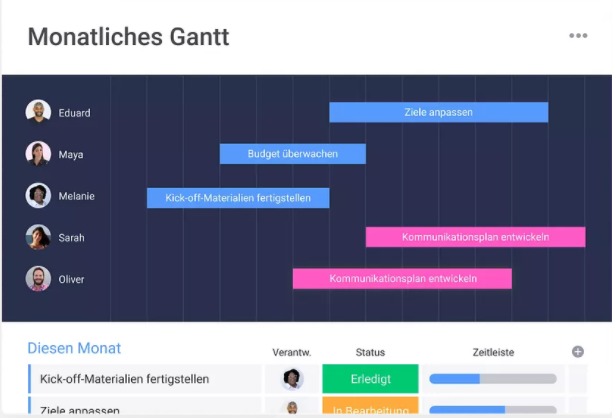 Monatliches Gantt
Eduard
Ziele anpassen
Maya
Budget überwachen
Melanie
Kick-off-Materialien fertigstellen
Sarah
Kommunikationsplan entwickeln
Oliver
Kommunikationsplan entwickeln
Diesen Monat Verantw. Status Zeitleiste
Kick-off-Materialien fertigstellen Erledigt
Ziele anpassen In Bearbeitung